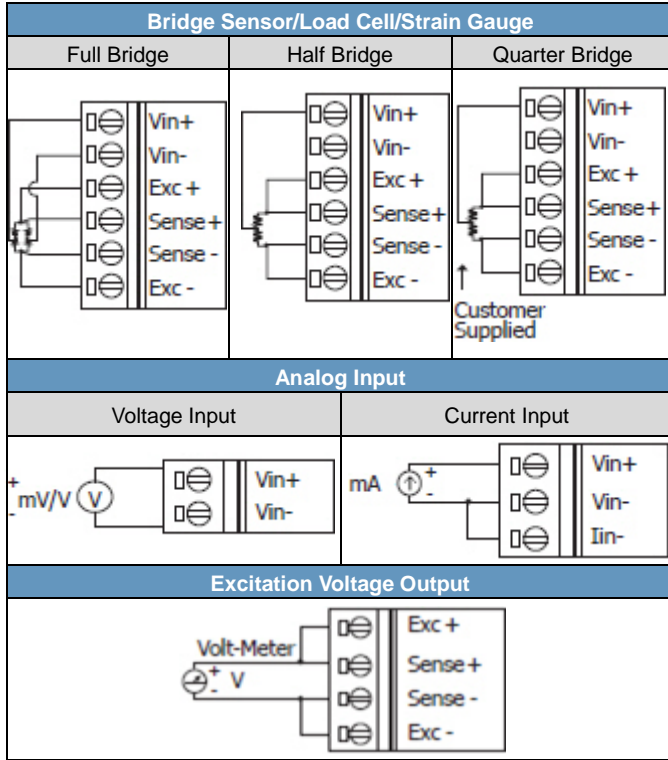 Bridge Sensor/Load Cell/Strain Gauge
Full Bridge
Half Bridge
Quarter Bridge
Vin+
Vin-
Exc +
Sense+
Sense -
Exc -
Vin+
Vin-
Exc +
Sense+
Sense -
Exc -
Vin+
Vin-
Exc +
Sense+
Sense -
Exc -
Customer
Supplied
Analog Input
Voltage Input
Current Input
+
- mV/V
V
Vin+
Vin-
mA
+
-
Vin+
Vin-
Iin-
Excitation Voltage Output
Volt-Meter
+
- V
Exc +
Sense+
Sense -
Exc -